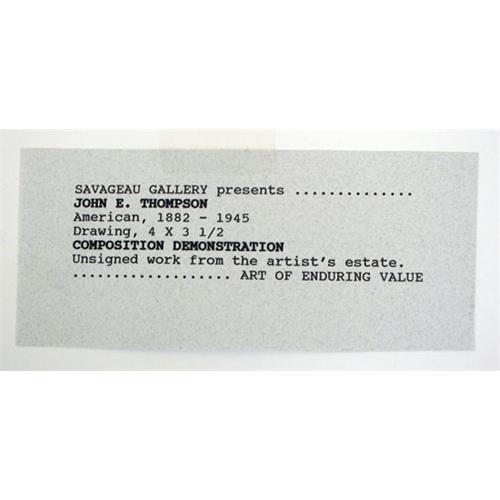 SAVAGEAU GALLERY presents ..............
JOHN E. THOMPSON
American, 1882 - 1945
Drawing, 4 X 3 1/2
COMPOSITION DEMONSTRATION
Unsigned work from the artist's estate.
................... ART OF ENDURING VALUE